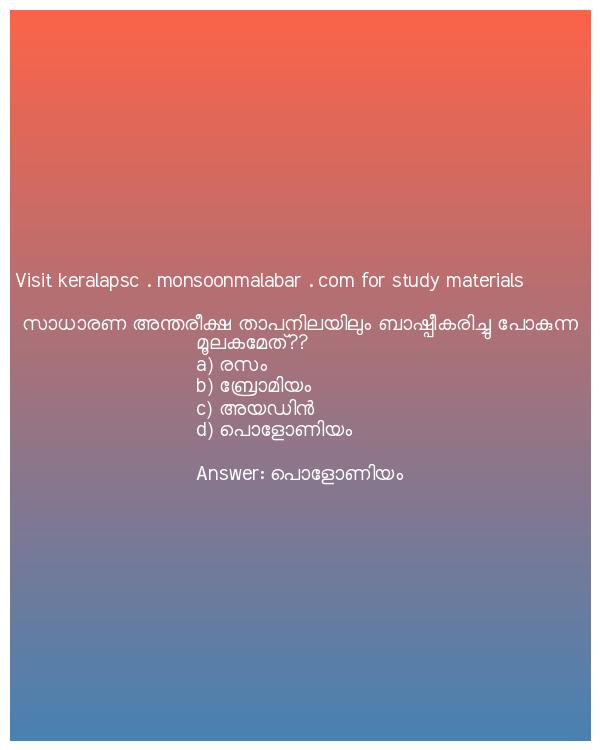 Visit keralapsc . monsoonmalabar . com for study materials
സാധാരണ അന്തരീക്ഷ താപനിലയിലും ബാഷ്പീകരിച്ചു പോകുന്ന
മൂലകമേത്??
a) രസം
b) ബ്രോമിയം
c) അയഡിൻ
d) പൊളോണിയം
Answer: പൊളോണിയം